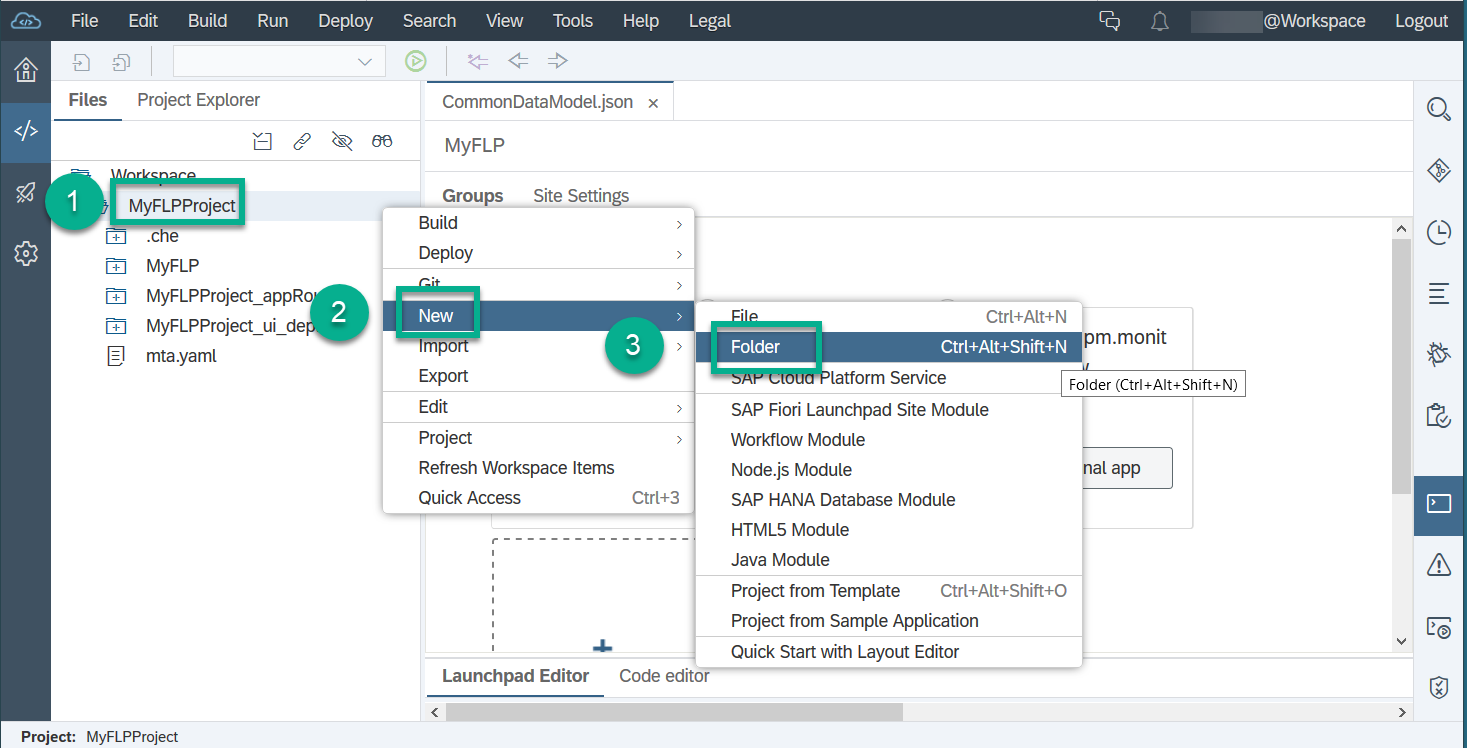 File Edit Build Run Deploy Search View Tools Help Legal @Workspace Logout
Files Project Explorer
CommonDataModel.json ×
MyFLP
Workspace
1 MyFLPProject
Groups Site Settings
.che
MyFLP
MyFLPProject_appRou
MyFLPProject_ui_dep
mta.yaml
Build
Deploy
Git
2 New
Import
Export
Edit
Project
Refresh Workspace Items
Quick Access Ctrl+3
File Ctrl+Alt+N
3 Folder Ctrl+Alt+Shift+N
SAP Cloud Platform Service
SAP Fiori Launchpad Site Module
Workflow Module
Node.js Module
SAP HANA Database Module
HTML5 Module
Java Module
Project from Template Ctrl+Alt+Shift+O
Project from Sample Application
Quick Start with Layout Editor
pm.monit
Folder (Ctrl+Alt+Shift+N)
nal app
Launchpad Editor Code editor
Project: MyFLPProject